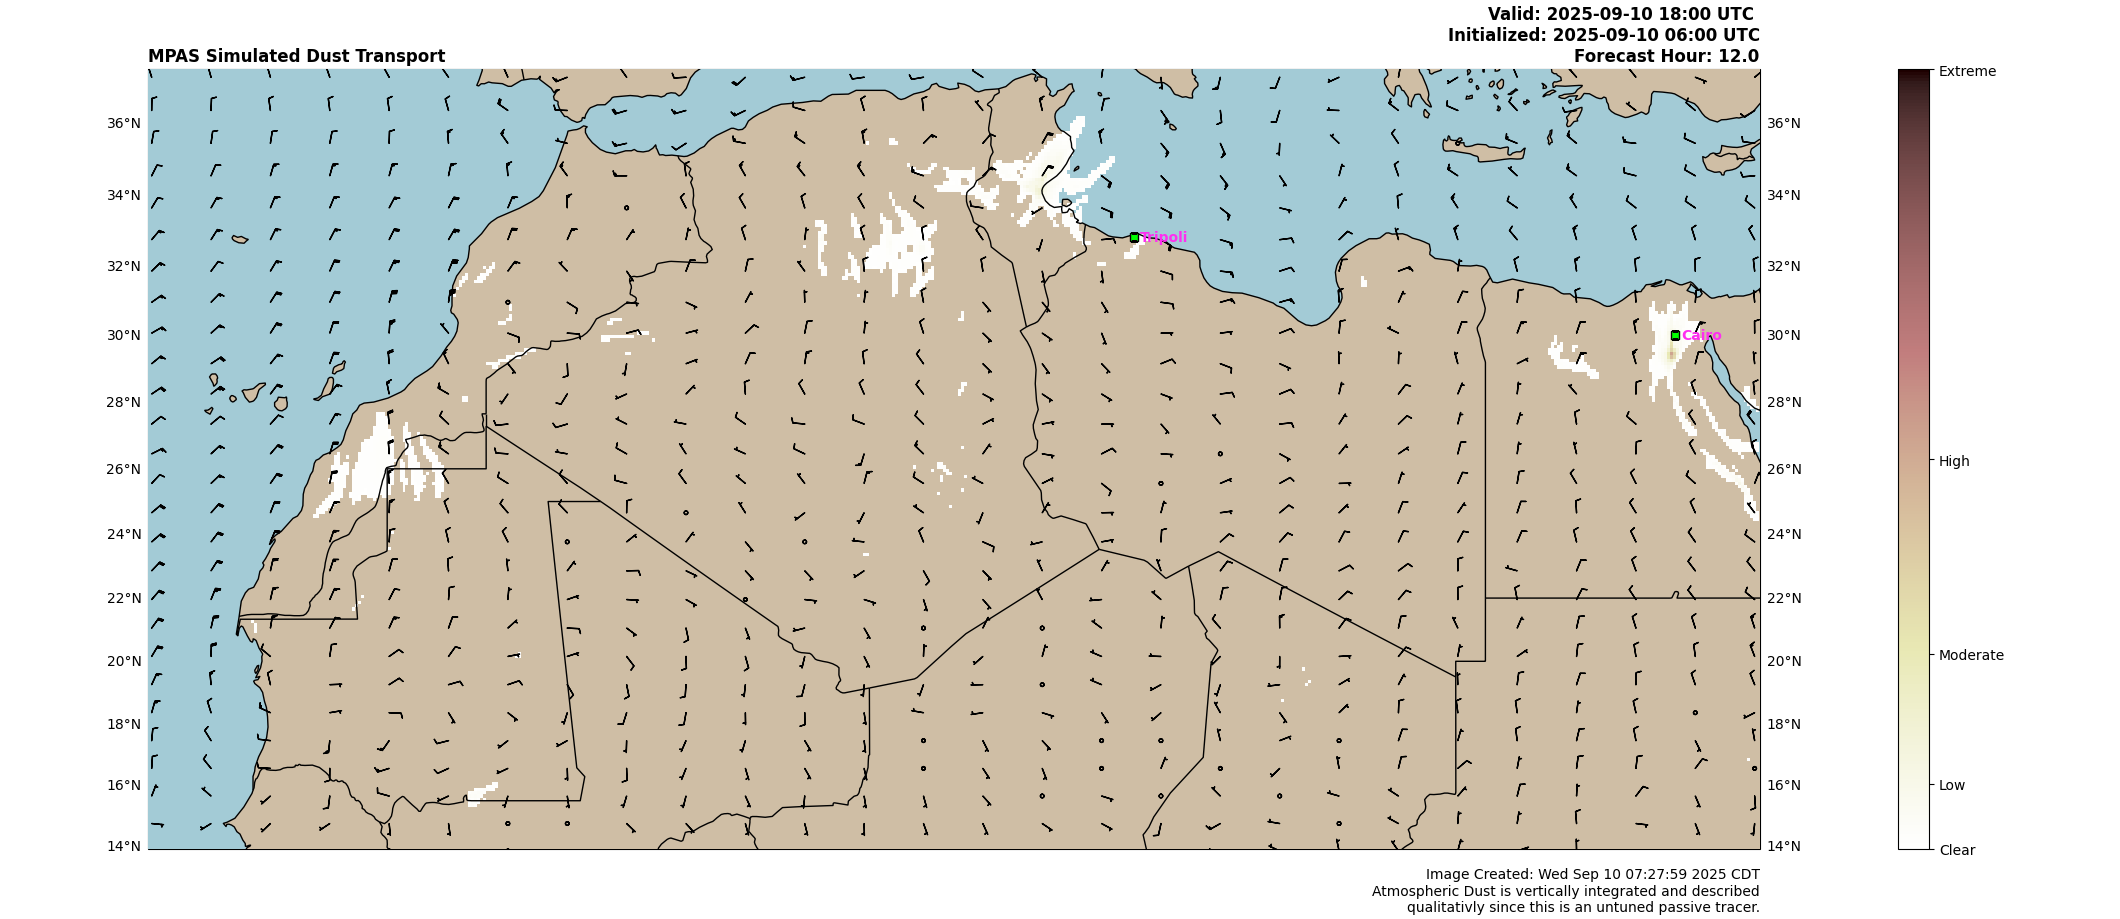 Valid: 2025-09-10 18:00 UTC
Initialized: 2025-09-10 06:00 UTC
MPAS Simulated Dust Transport
Forecast Hour: 12.0
Extreme
36°N
36°N
34°N
34°N
Tripoli
32°N
32°N
30°N
Cairo
30°N
28°N
28°N
High
26°N
26°N
24°N
24°N
22°N
22°N
Moderate
20°N
20°N
18°N
18°N
16°N
16°N
Low
14°N
14°N
Clear
Image Created: Wed Sep 10 07:27:59 2025 CDT
Atmospheric Dust is vertically integrated and described
qualitativly since this is an untuned passive tracer.